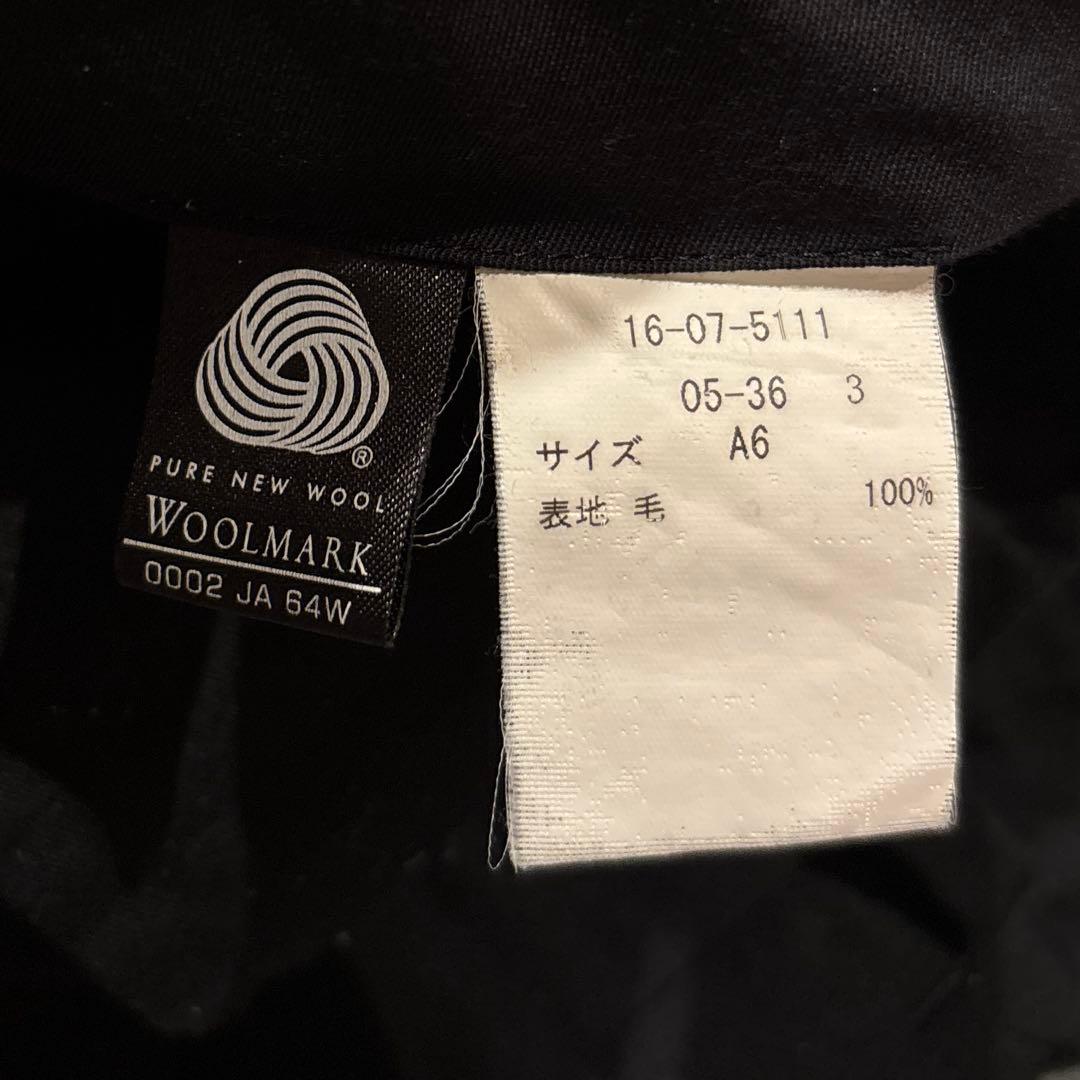 ®
PURE NEW WOOL
WOOLMARK
0002 JA 64W
16-07-5111
05-36 3
サイズ A6
表地 毛 100%